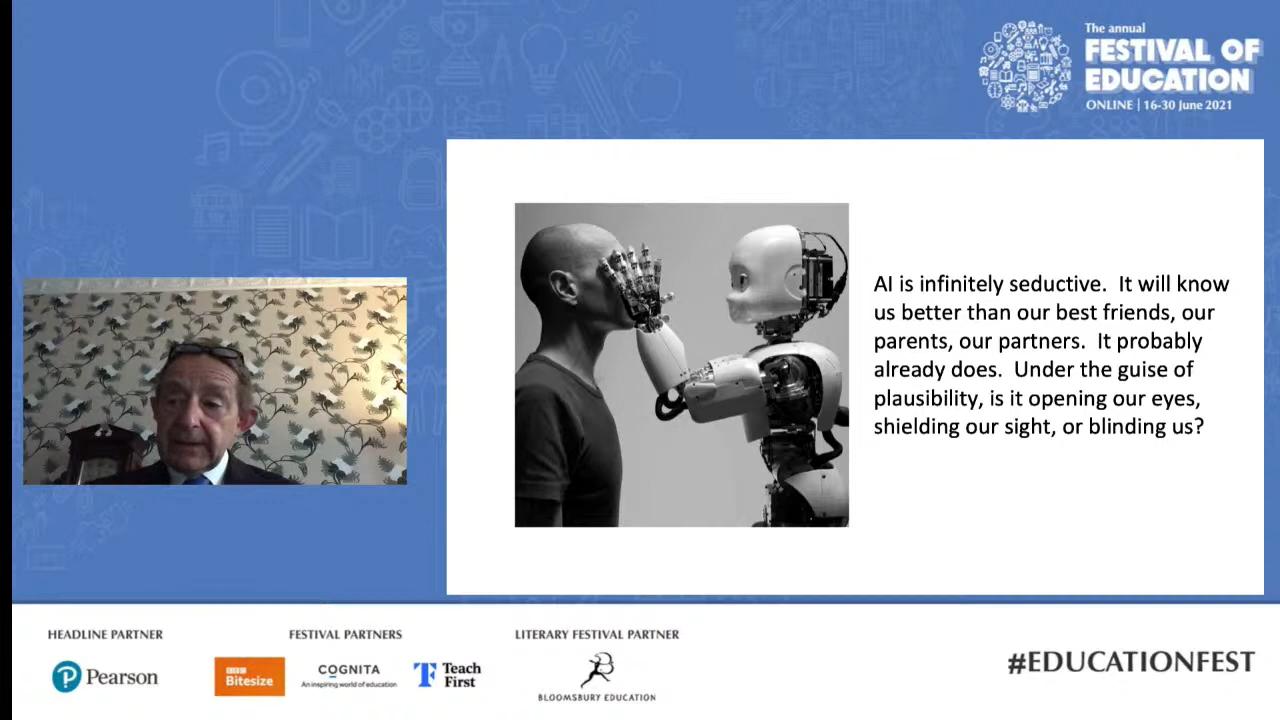 The annual
FESTIVAL OF
EDUCATION
ONLINE | 16-30 June 2021
AI is infinitely seductive.  It will know
us better than our best friends, our
parents, our partners.  It probably
already does.  Under the guise of
plausibility, is it opening our eyes,
shielding our sight, or blinding us?
HEADLINE PARTNER
FESTIVAL PARTNERS
LITERARY FESTIVAL PARTNER
Pearson
BBC
Bitesize
COGNITA
An inspiring world of education
Teach
First
BLOOMSBURY EDUCATION
#EDUCATIONFEST